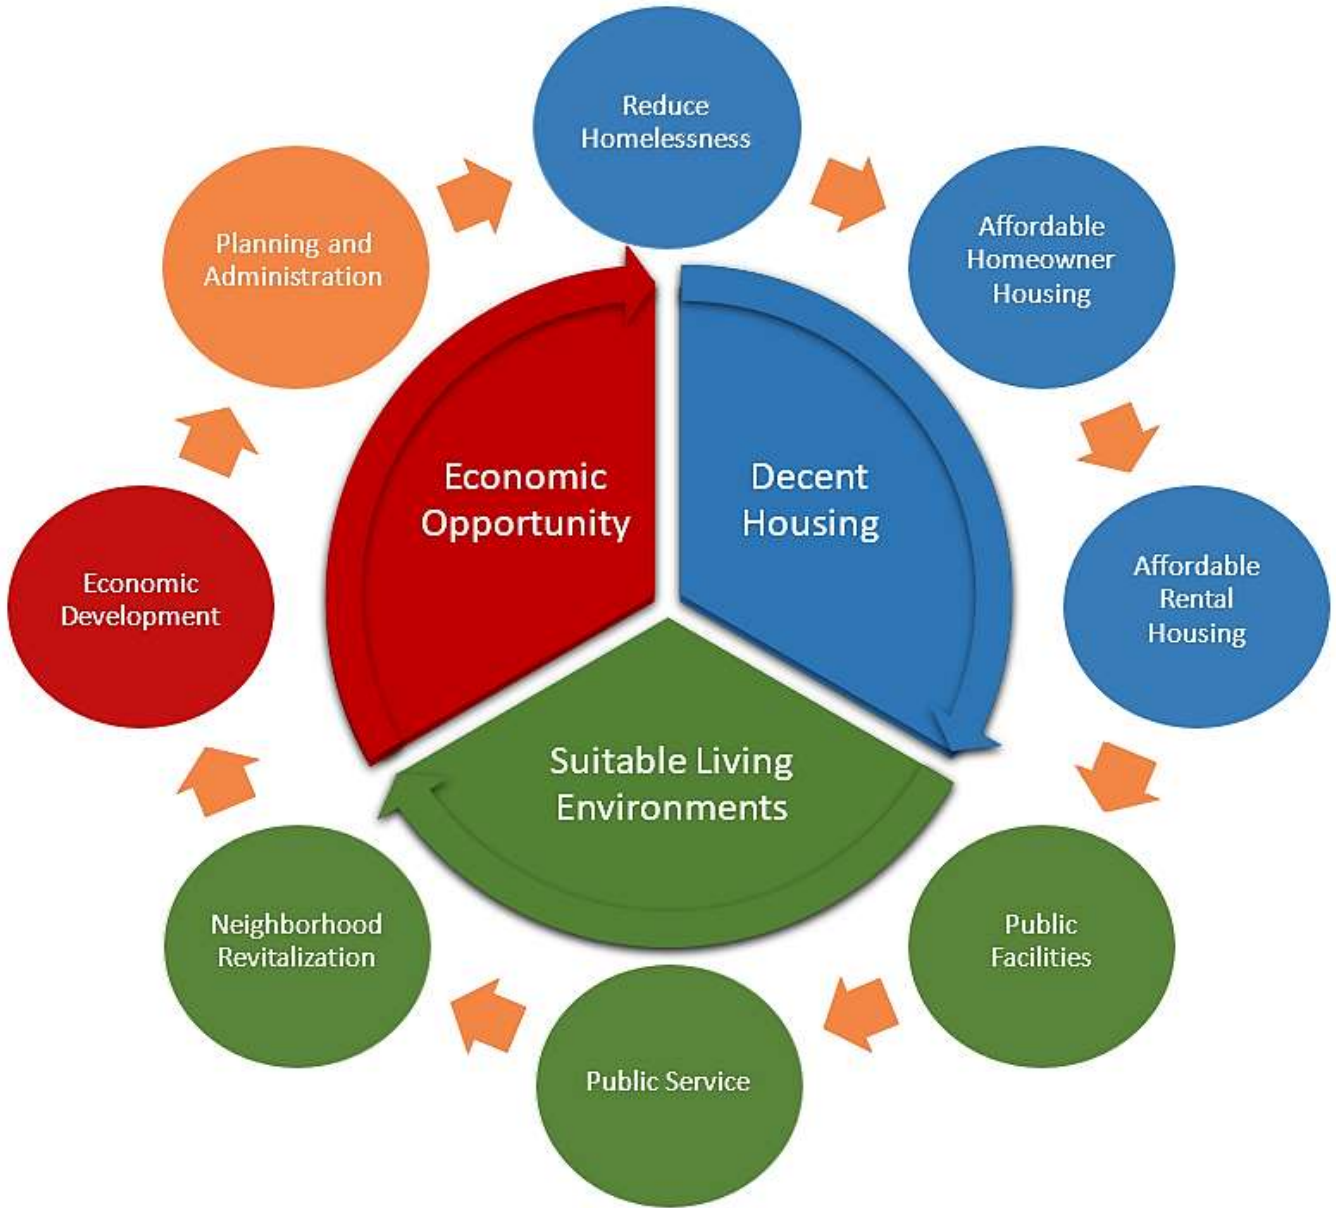 Reduce
Homelessness
Affordable
Homeowner
Housing
Affordable
Rental
Housing
Public
Facilities
Public Service
Neighborhood
Revitalization
Economic
Development
Planning and
Administration
Economic
Opportunity
Decent
Housing
Suitable Living
Environments